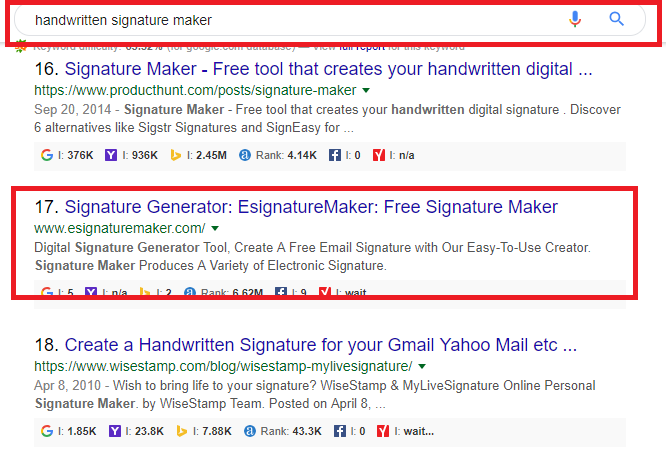 handwritten signature maker
Keyword difficulty: 65.52% (for google.com database) — View full report for this keyword
16. Signature Maker - Free tool that creates your handwritten digital ...
https://www.producthunt.com/posts/signature-maker
Sep 20, 2014 - Signature Maker - Free tool that creates your handwritten digital signature . Discover
6 alternatives like Sigstr Signatures and SignEasy for ...
I: 376K I: 936K I: 2.45M Rank: 4.14K I: 0 I: n/a
17. Signature Generator: EsignatureMaker: Free Signature Maker
www.esignaturemaker.com/
Digital Signature Generator Tool, Create A Free Email Signature with Our Easy-To-Use Creator.
Signature Maker Produces A Variety of Electronic Signature.
I: 5 I: n/a I: 2 Rank: 6.62M I: 9 I: wait
18. Create a Handwritten Signature for your Gmail Yahoo Mail etc ...
https://www.wisestamp.com/blog/wisestamp-mylivesignature/
Apr 8, 2010 - Wish to bring life to your signature? WiseStamp & MyLiveSignature Online Personal
Signature Maker. by WiseStamp Team. Posted on April 8, ...
I: 1.85K I: 23.8K I: 7.88K Rank: 43.3K I: 0 I: wait...